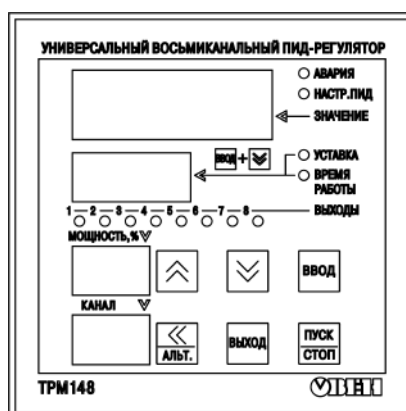 УНИВЕРСАЛЬНЫЙ ВОСЬМИКАНАЛЬНЫЙ ПИД-РЕГУЛЯТОР
АВАРИЯ
НАСТР.ПИД
ЗНАЧЕНИЕ
ВВОД +
УСТАВКА
ВРЕМЯ
РАБОТЫ
1 2 3 4 5 6 7 8 ВЫХОДЫ
МОЩНОСТЬ,%
ВВОД
КАНАЛ
АЛЬТ. ВЫХОД ПУСК
СТОП
ТРМ148 ОВЕН